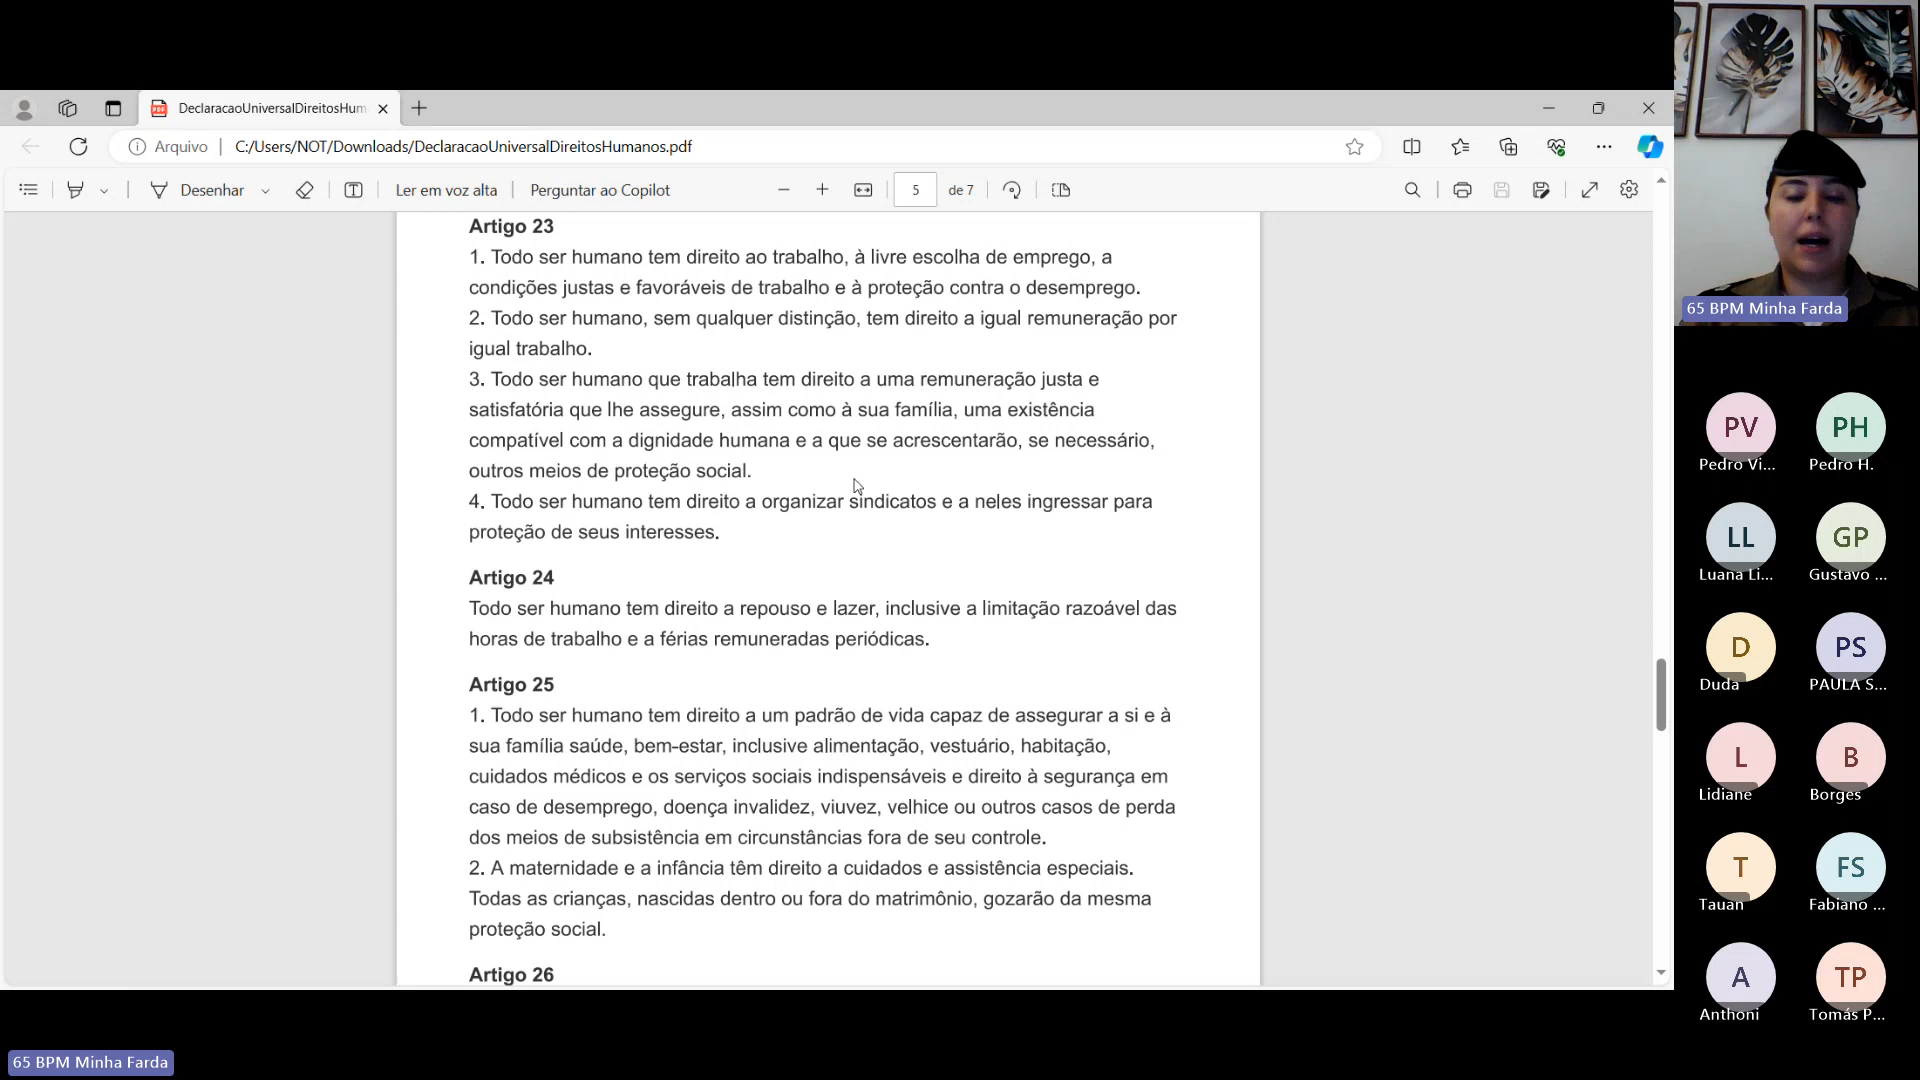 DeclaracaoUniversalDireitosHum
Arquivo
C:/Users/NOT/Downloads/DeclaracaoUniversalDireitosHumanos.pdf
Desenhar
Ler em voz alta
Perguntar ao Copilot
5 de 7
Artigo 23
1. Todo ser humano tem direito ao trabalho, à livre escolha de emprego, a
condições justas e favoráveis de trabalho e à proteção contra o desemprego.
2. Todo ser humano, sem qualquer distinção, tem direito a igual remuneração por
igual trabalho.
3. Todo ser humano que trabalha tem direito a uma remuneração justa e
satisfatória que lhe assegure, assim como à sua família, uma existência
compatível com a dignidade humana e a que se acrescentarão, se necessário,
outros meios de proteção social.
4. Todo ser humano tem direito a organizar sindicatos e a neles ingressar para
proteção de seus interesses.
Artigo 24
Todo ser humano tem direito a repouso e lazer, inclusive a limitação razoável das
horas de trabalho e a férias remuneradas periódicas.
Artigo 25
1. Todo ser humano tem direito a um padrão de vida capaz de assegurar a si e à
sua família saúde, bem-estar, inclusive alimentação, vestuário, habitação,
cuidados médicos e os serviços sociais indispensáveis e direito à segurança em
caso de desemprego, doença invalidez, viuvez, velhice ou outros casos de perda
dos meios de subsistência em circunstâncias fora de seu controle.
2. A maternidade e a infância têm direito a cuidados e assistência especiais.
Todas as crianças, nascidas dentro ou fora do matrimônio, gozarão da mesma
proteção social.
Artigo 26
65 BPM Minha Farda
PV
Pedro Vi...
PH
Pedro H.
LL
Luana Li...
GP
Gustavo ...
D
Duda
PS
PAULA S...
L
Lidiane
B
Borges
T
Tauan
FS
Fabiano ...
A
Anthoni
TP
Tomás P...
65 BPM Minha Farda